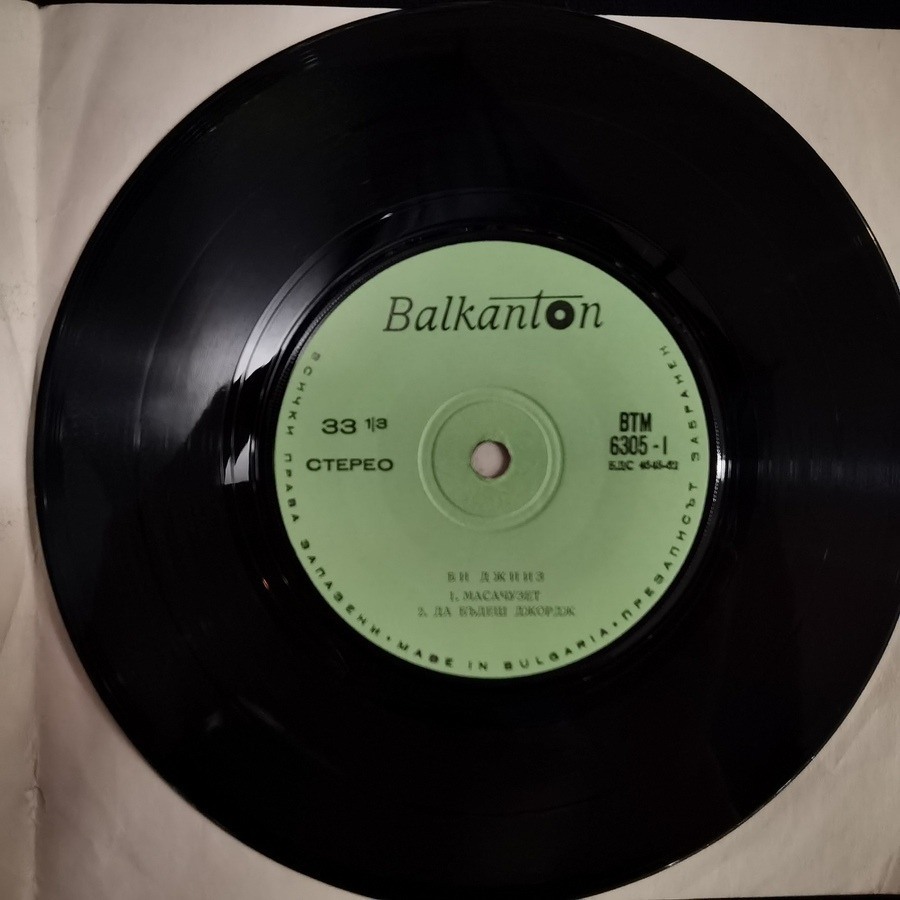 Balkanton
33 1/3
СТЕРЕО
ВТМ
6305 - I
БДС
БИ ДЖИИЗ
1. МАСАЧУЗЕТ
2. ДА БЪДЕШ ДЖОРДЖ
ВСИЧКИ ПРАВА ЗАПАЗЕНИ • MADE IN BULGARIA • ПРЕЗАПИСЪТ ЗАБРАНЕН